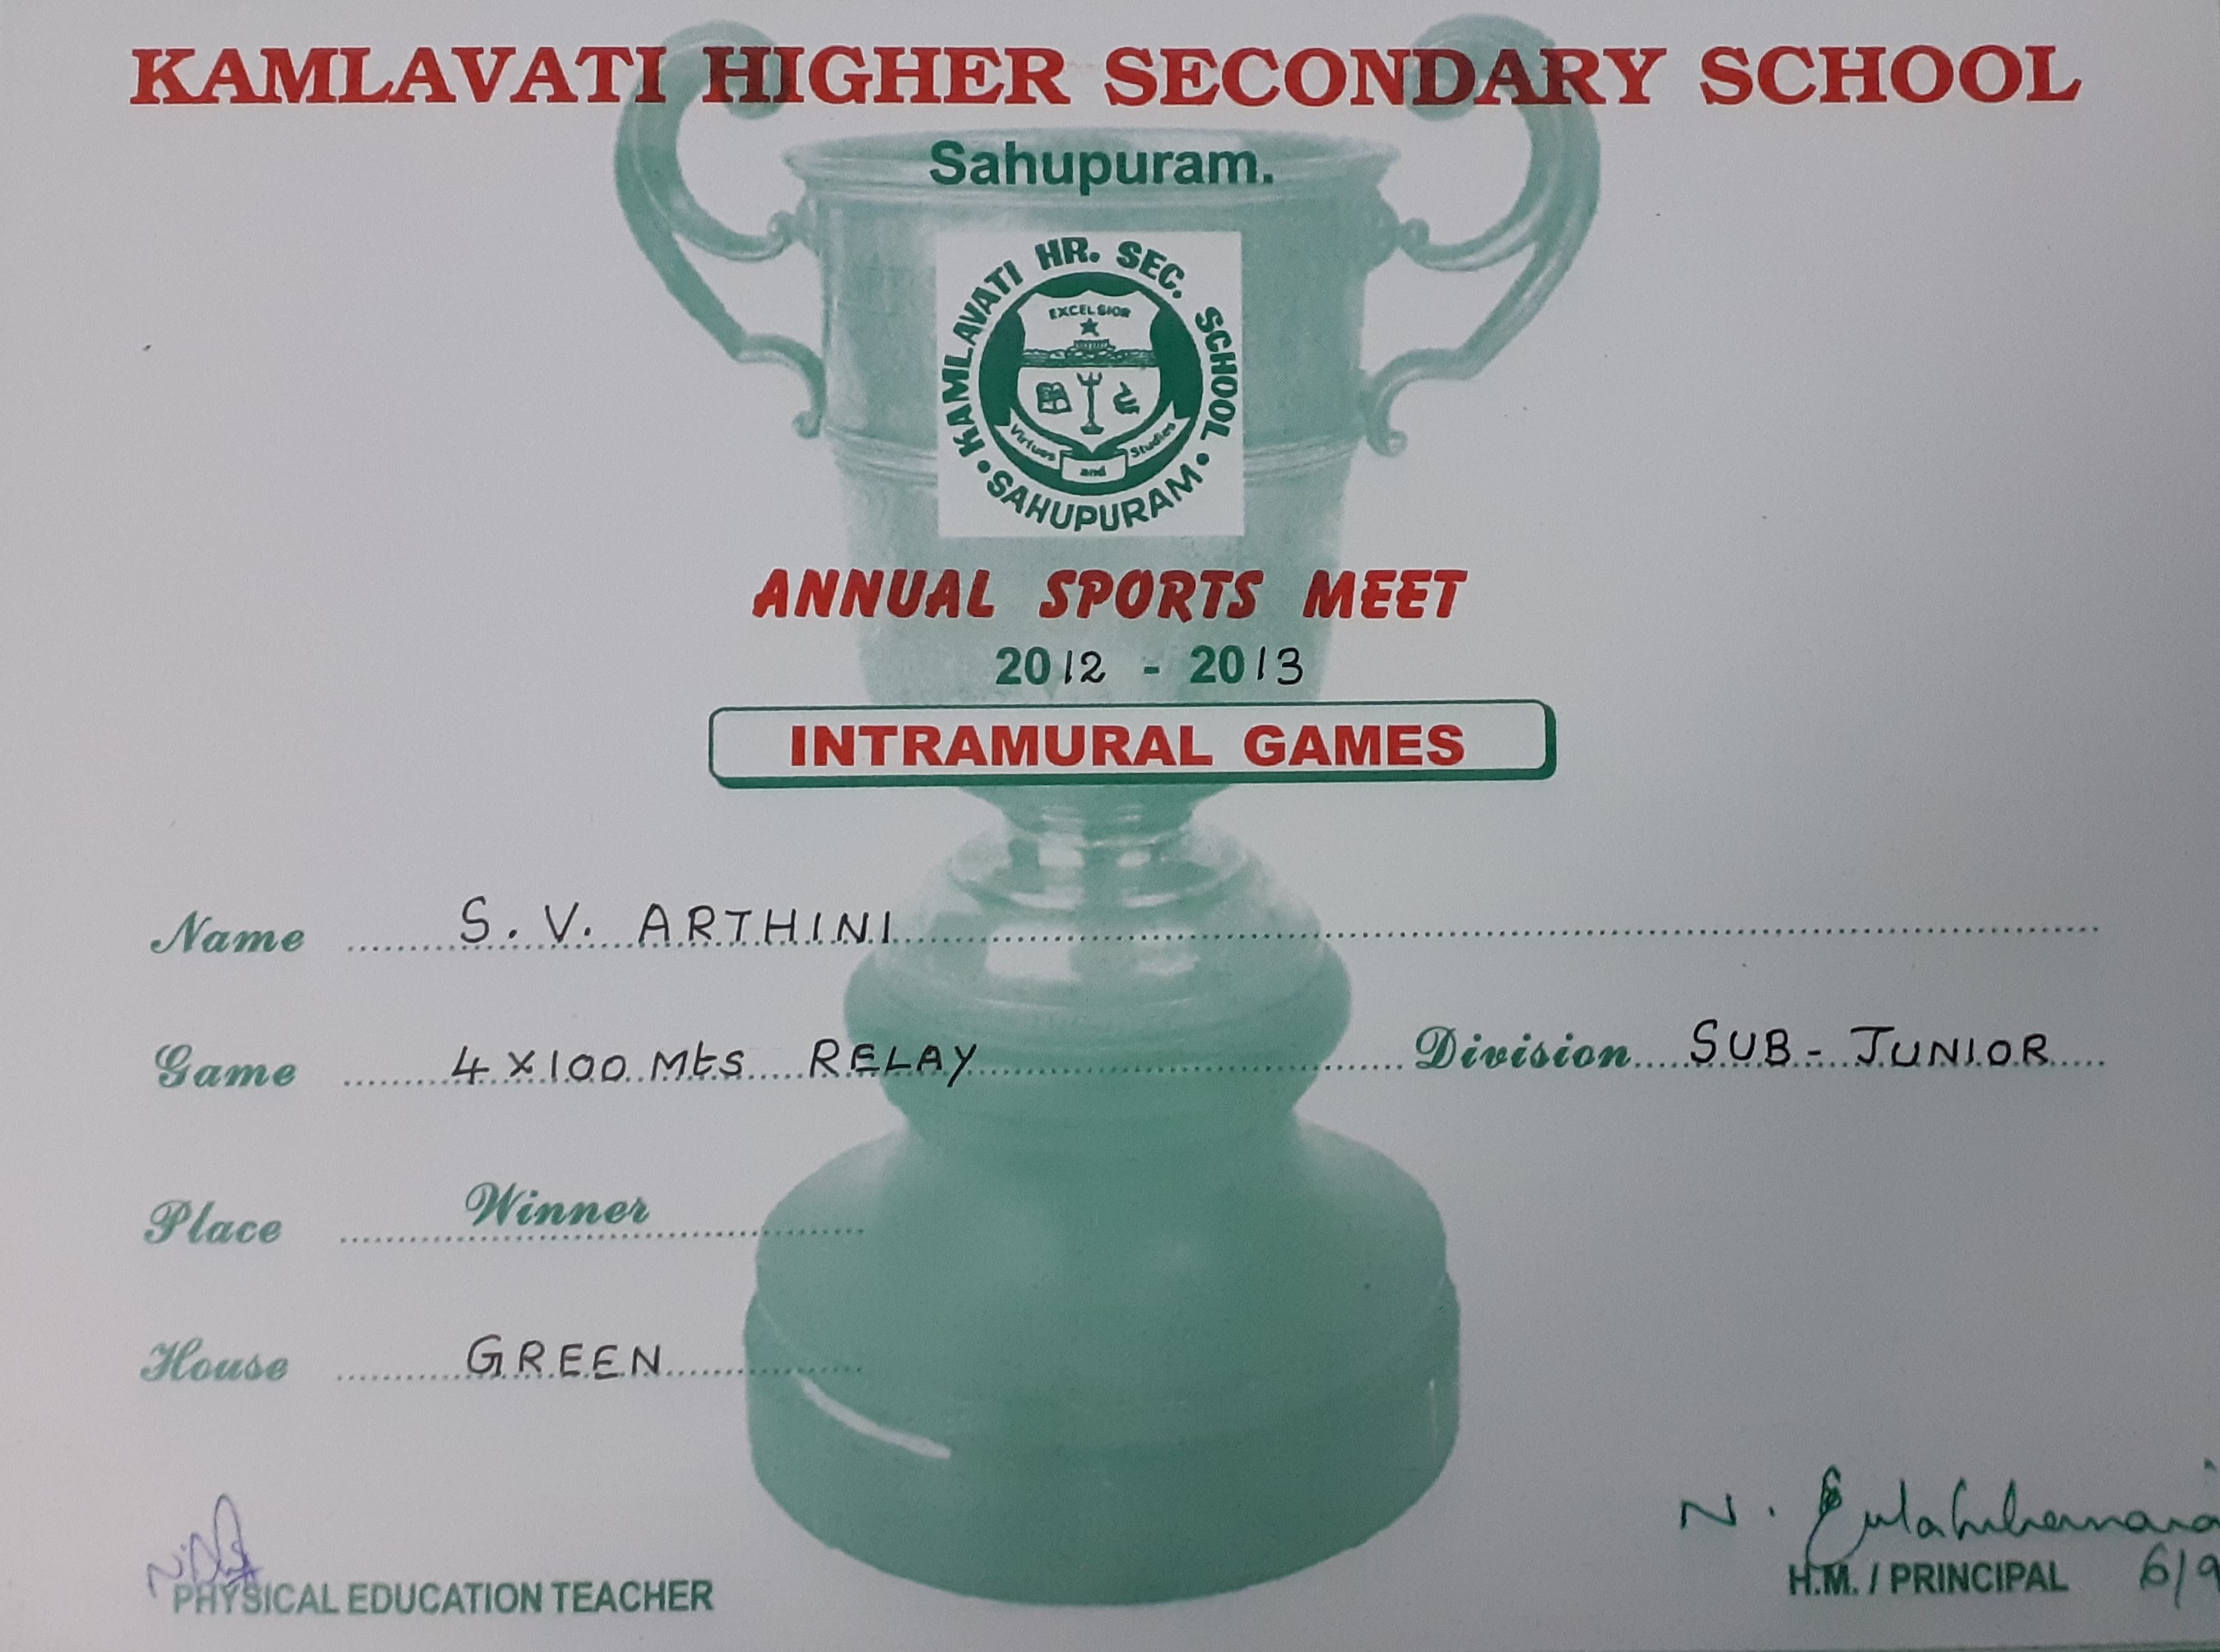 KAMLAVATI HIGHER SECONDARY SCHOOL
Sahupuram.
KAMLAVATI HR. SEC. SCHOOL
EXCELSIOR
Virtues and Studies
SAHUPURAM
ANNUAL SPORTS MEET
2012 - 2013
INTRAMURAL GAMES
Name S. V. ARTHINI
Game 4 X 100 Mts RELAY Division SUB - JUNIOR
Place Winner
House GREEN
N.
PHYSICAL EDUCATION TEACHER H.M. / PRINCIPAL 6/9